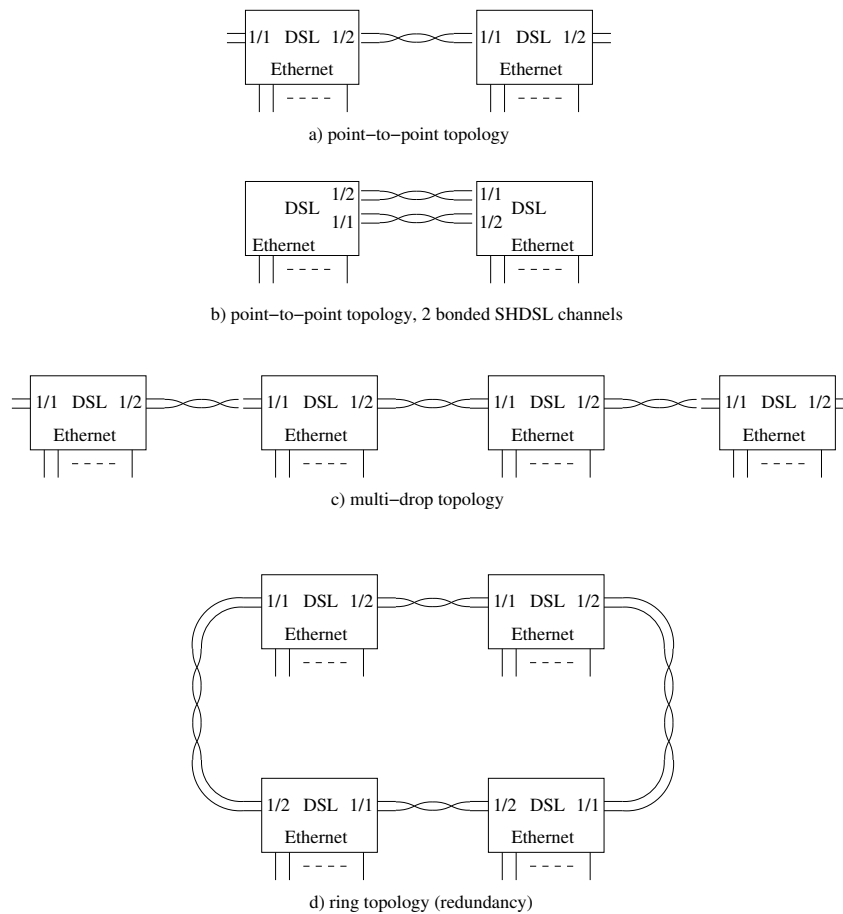 1/1 DSL 1/2 1/1 DSL 1/2
Ethernet Ethernet
a) point−to−point topology
1/2 1/1
DSL DSL
1/1 1/2
Ethernet Ethernet
b) point−to−point topology, 2 bonded SHDSL channels
1/1 DSL 1/2 1/1 DSL 1/2 1/1 DSL 1/2 1/1 DSL 1/2
Ethernet Ethernet Ethernet Ethernet
c) multi−drop topology
1/1 DSL 1/2 1/1 DSL 1/2
Ethernet Ethernet
1/2 DSL 1/1 1/2 DSL 1/1
Ethernet Ethernet
d) ring topology (redundancy)